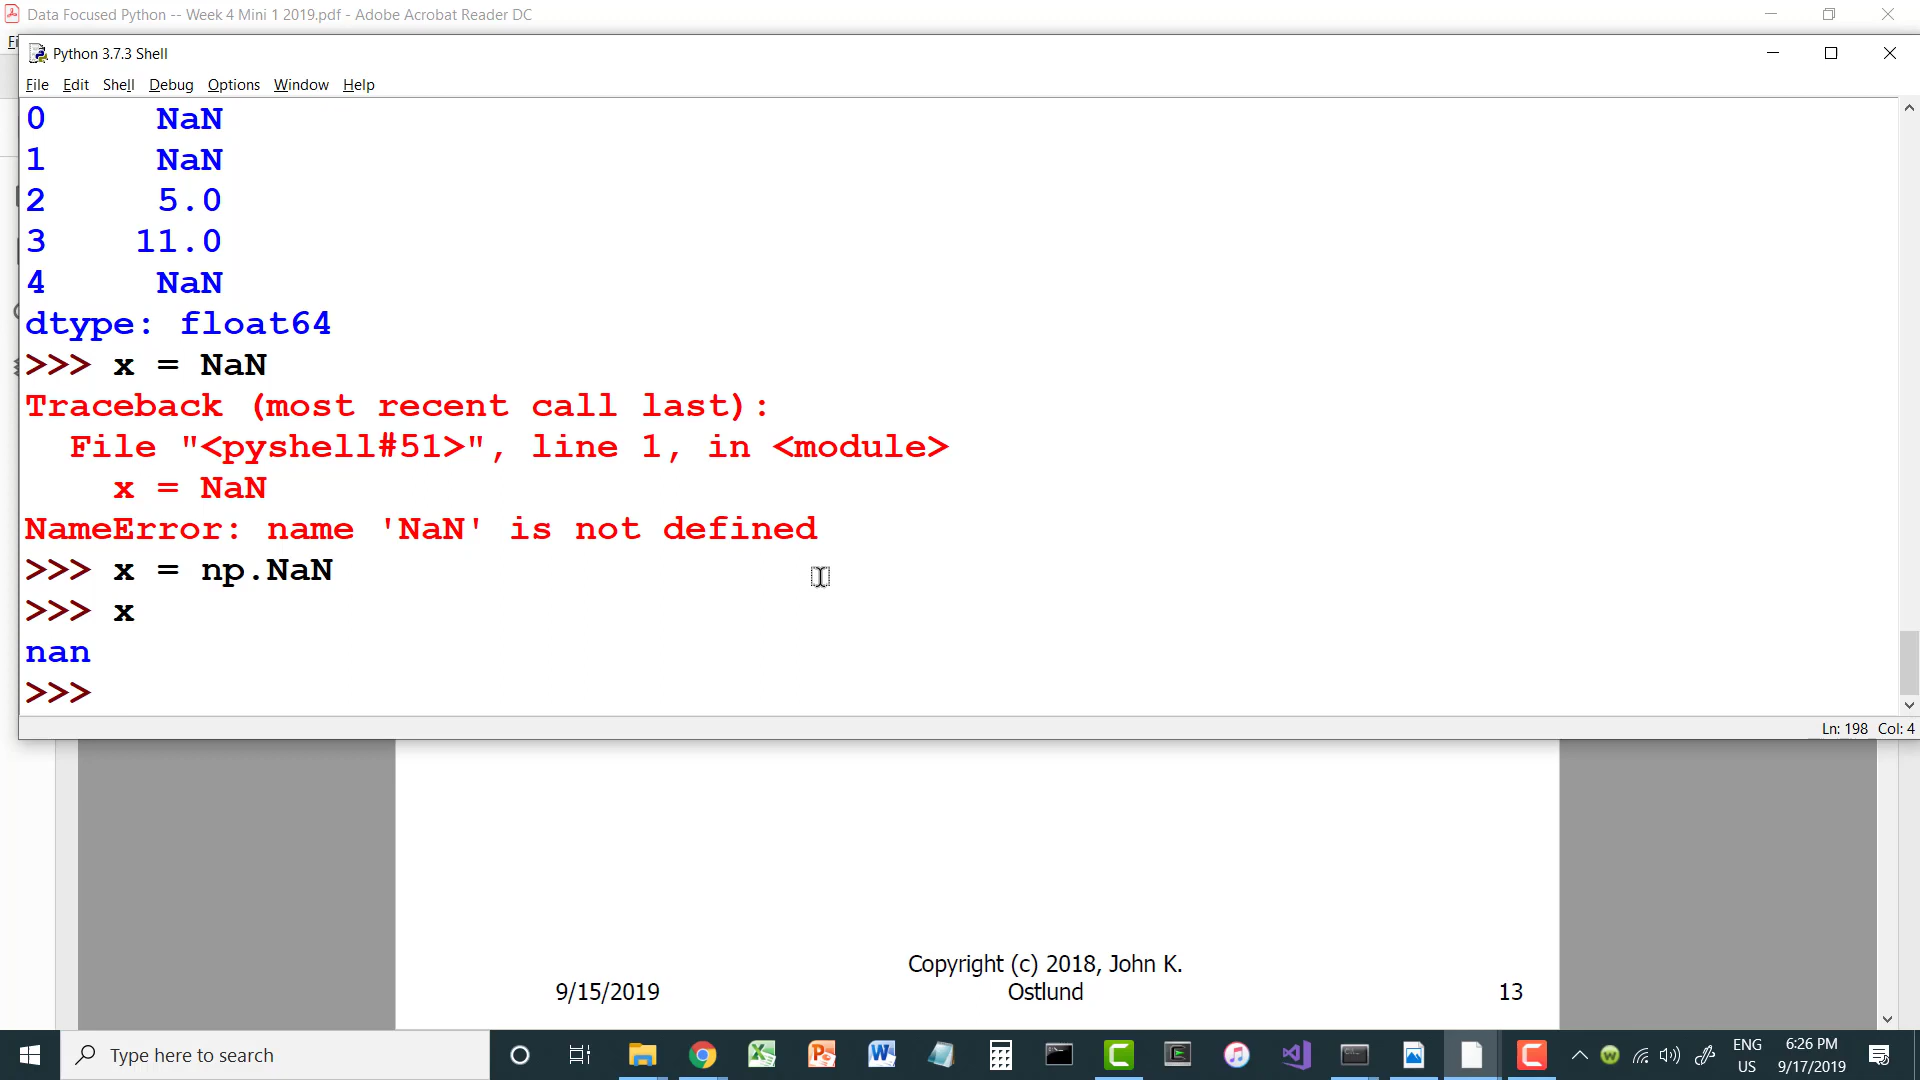 Data Focused Python -- Week 4 Mini 1 2019.pdf - Adobe Acrobat Reader DC
Python 3.7.3 Shell
File Edit Shell Debug Options Window Help
0 NaN
1 NaN
2 5.0
3 11.0
4 NaN
dtype: float64
>>> x = NaN
Traceback (most recent call last):
File "<pyshell#51>", line 1, in <module>
x = NaN
NameError: name 'NaN' is not defined
>>> x = np.NaN
>>> x
nan
>>>
Ln: 198 Col: 4
Copyright (c) 2018, John K.
9/15/2019 Ostlund 13
Type here to search
ENG 6:26 PM
US 9/17/2019